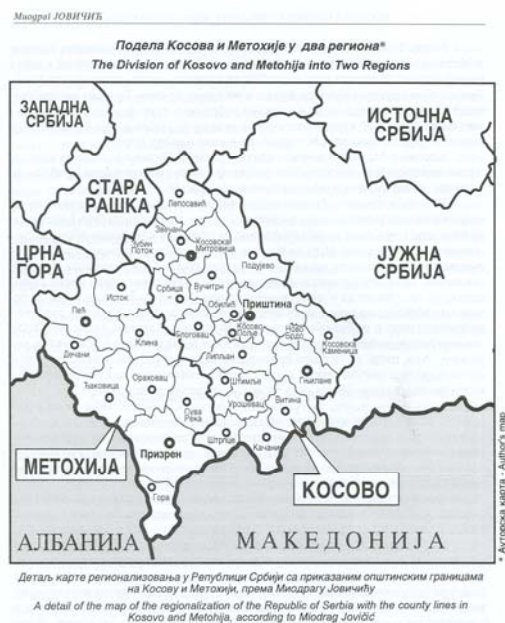 Миодраг ЈОВИЧИЋ
Подела Косова и Метохије у два региона*
The Division of Kosovo and Metohija into Two Regions
ЗАПАДНА
СРБИЈА
ИСТОЧНА
СРБИЈА
СТАРА
РАШКА
Лепосавић
Звечан
Зубин
Поток
Косовска
Митровица
ЦРНА
ГОРА
ЈУЖНА
СРБИЈА
Подујево
Исток
Србица
Вучитрн
Обилић
Приштина
Пећ
Клина
Глоговац
Косово
Поље
Ново
Брдо
Косовска
Каменица
Дечани
Липљан
Ђаковица
Ораховац
Штимље
Гњилане
Сува
Река
Урошевац
Витина
МЕТОХИЈА
Призрен
Штрпце
Качани
КОСОВО
Гора
АЛБАНИЈА
МАКЕДОНИЈА
* Ауторска карта - Author's map
Детаљ карте регионализовања у Републици Србији са приказаним општинским границама
на Косову и Метохији, према Миодрагу Јовичићу
A detail of the map of the regionalization of the Republic of Serbia with the county lines in
Kosovo and Metohija, according to Miodrag Jovičić